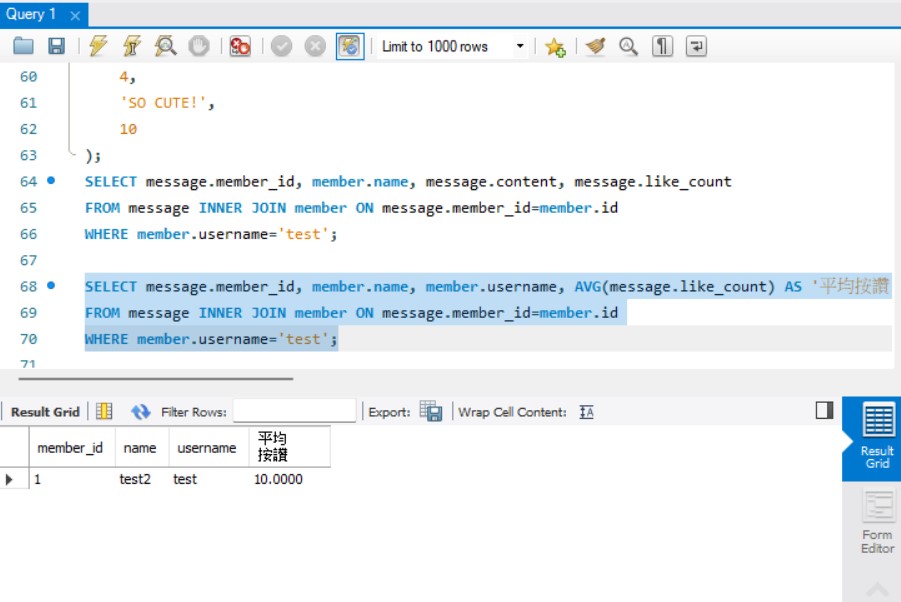 Query 1
Limit to 1000 rows
60 4,
61 'SO CUTE!',
62 10
63 );
64 SELECT message.member_id, member.name, message.content, message.like_count
65 FROM message INNER JOIN member ON message.member_id=member.id
66 WHERE member.username='test';
67
68 SELECT message.member_id, member.name, member.username, AVG(message.like_count) AS '平均按讚
69 FROM message INNER JOIN member ON message.member_id=member.id
70 WHERE member.username='test';
71
Result Grid Filter Rows: Export: Wrap Cell Content: IA
member_id name username 平均
按讚
1 test2 test 10.0000
Result
Grid
Form
Editor